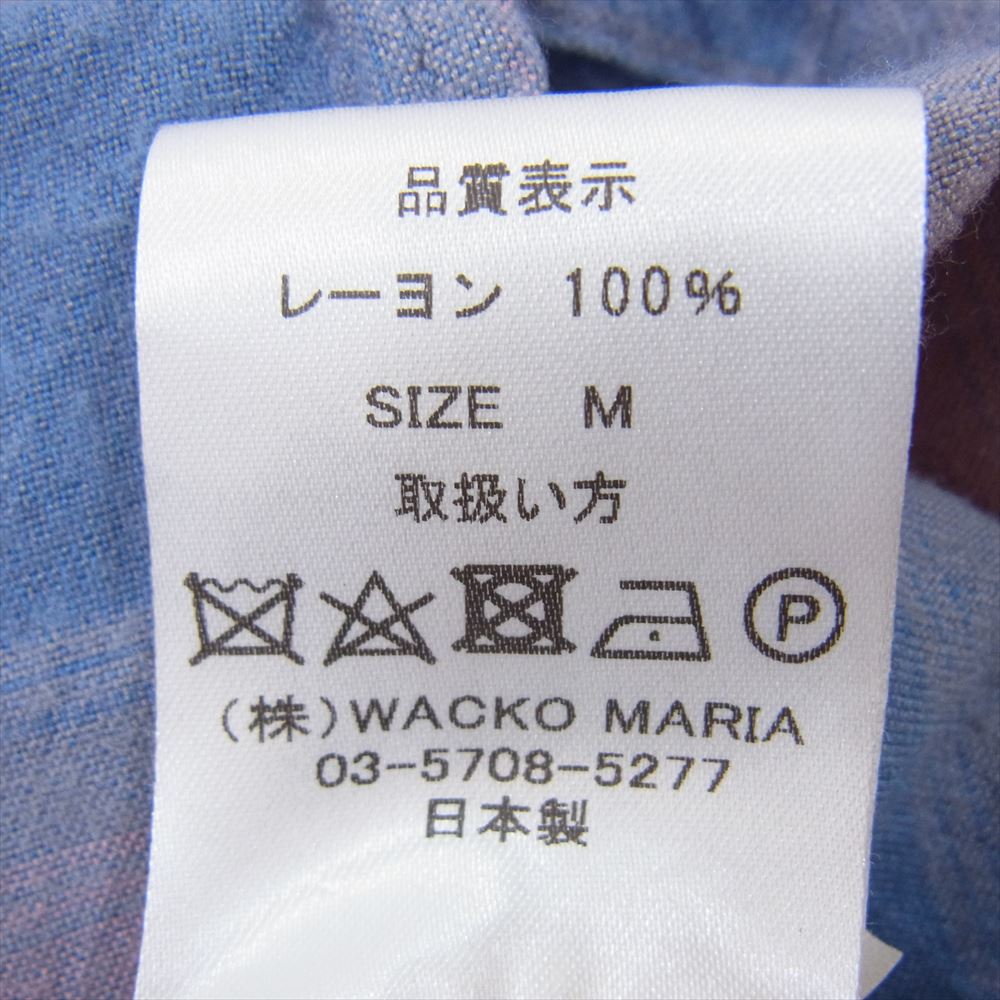 品質表示
レーヨン 100%
SIZE M
取扱い方
P
(株)WACKO MARIA
03-5708-5277
日本製